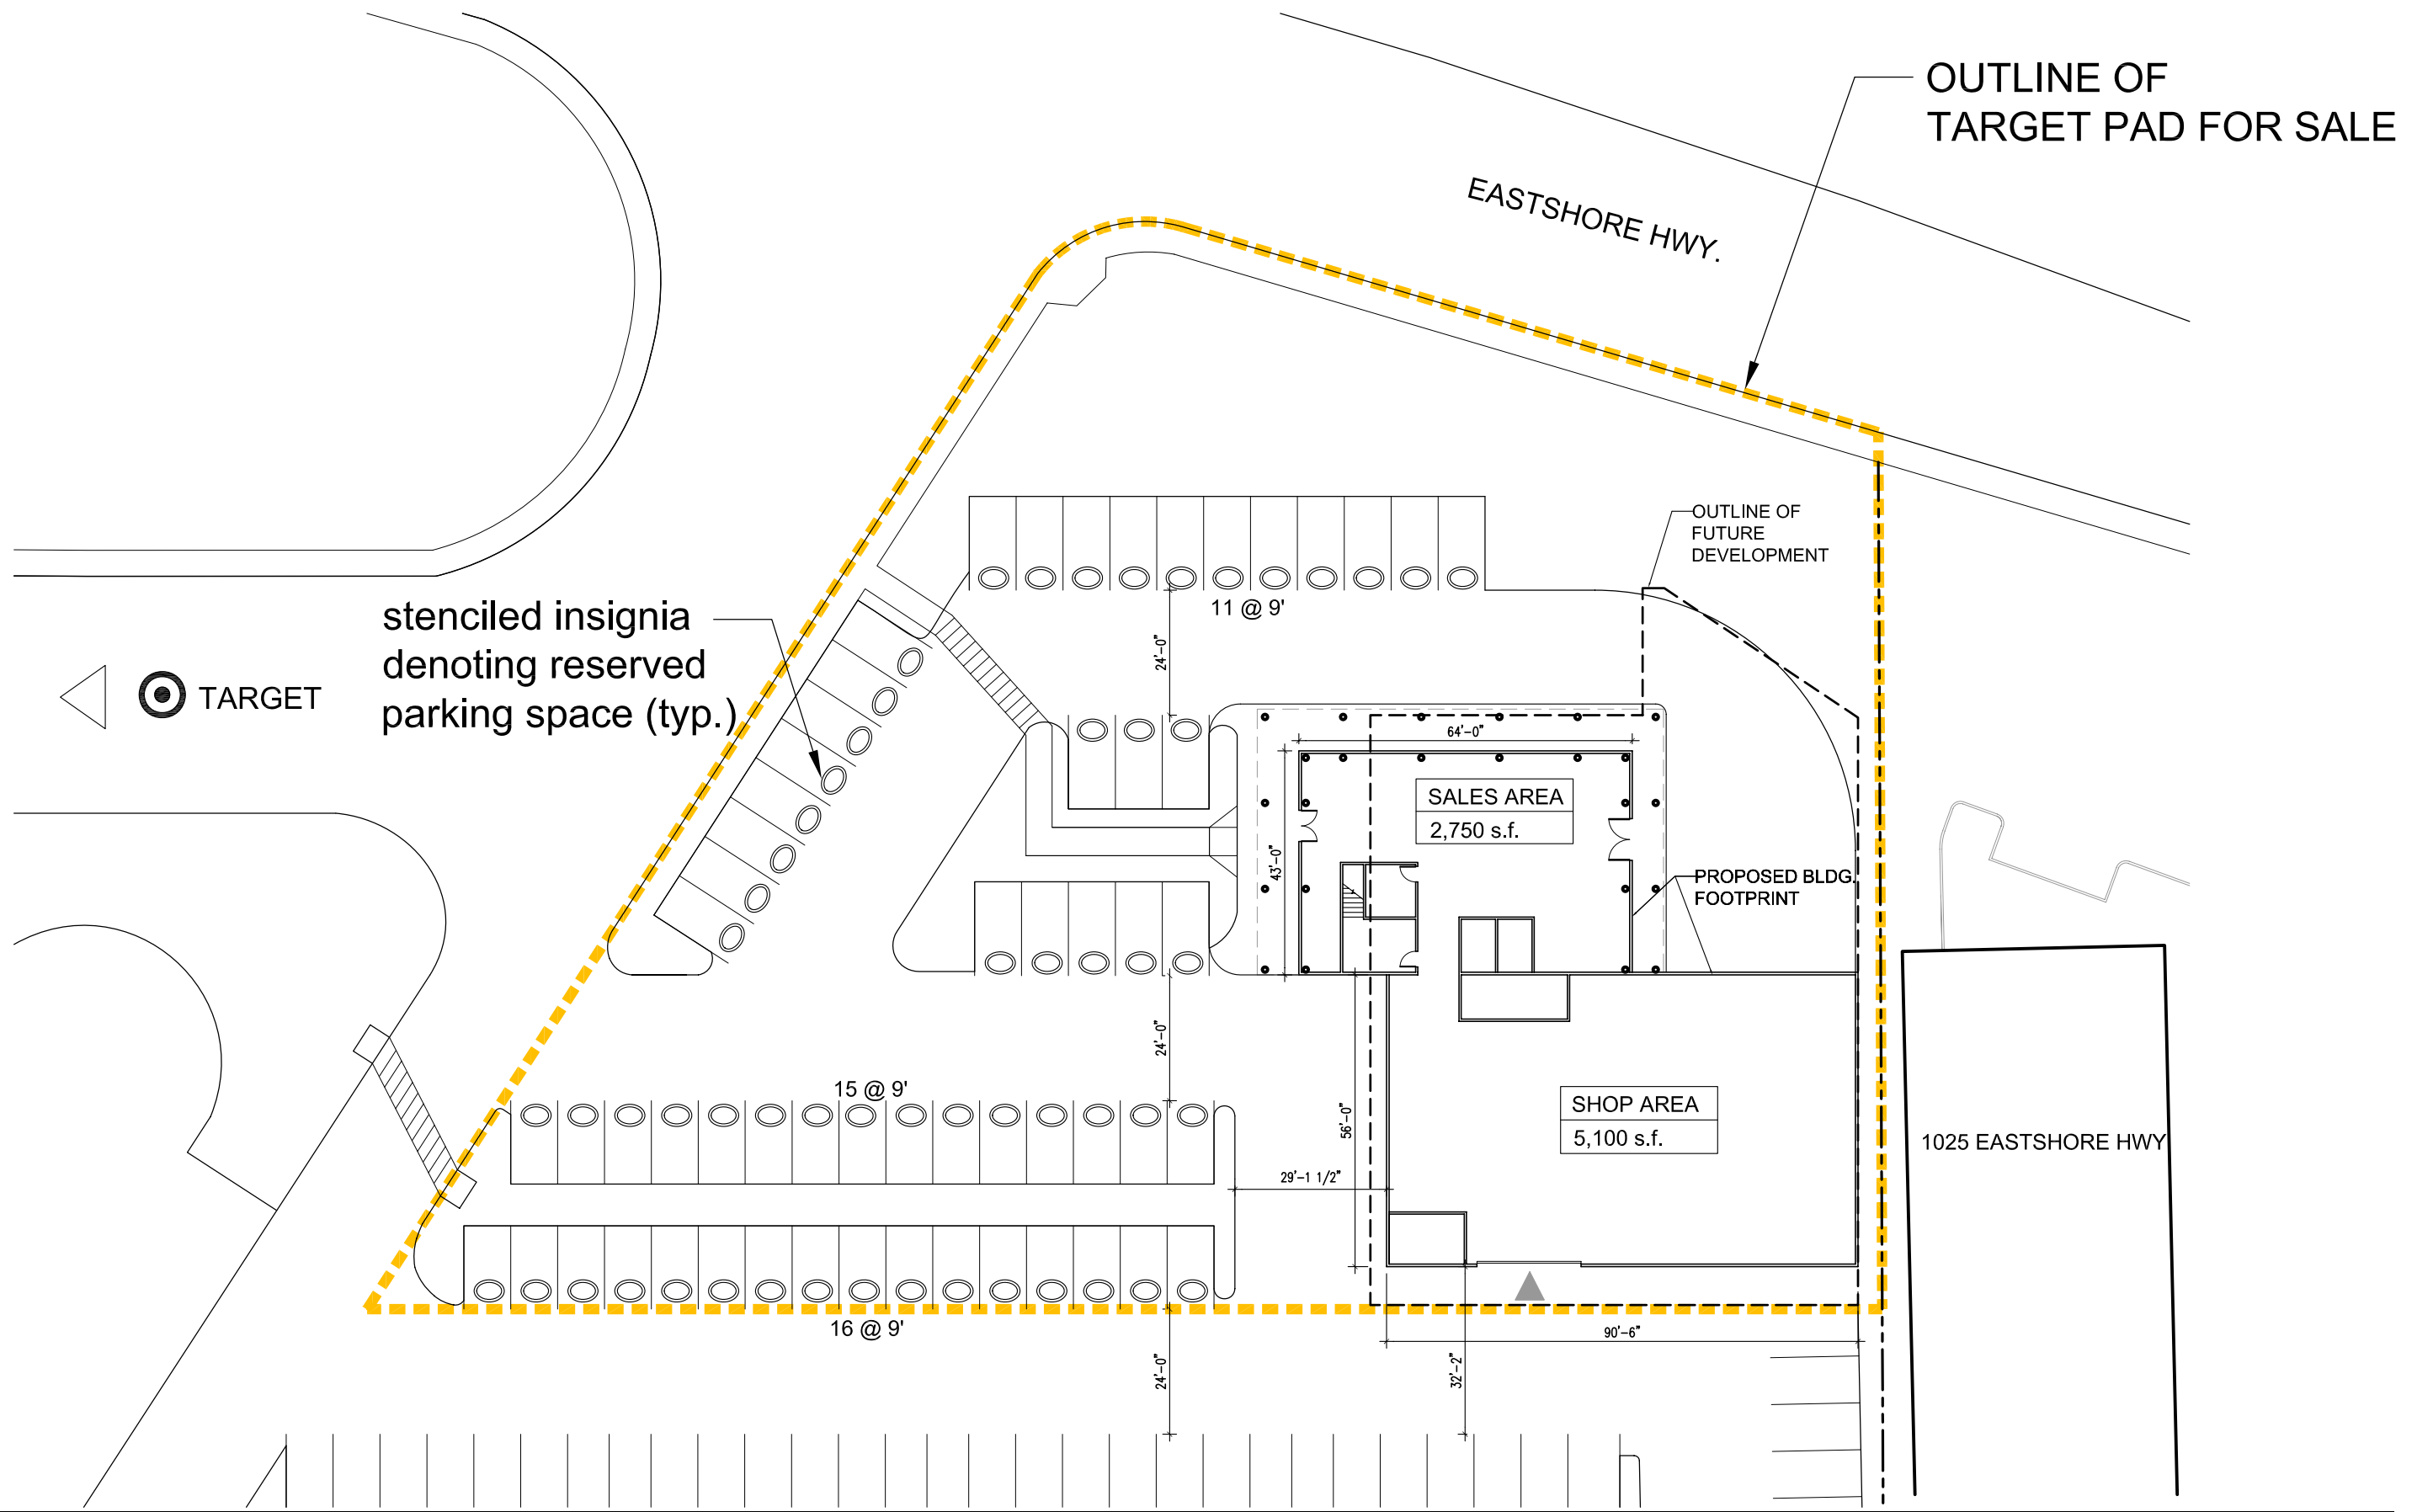 OUTLINE OF
TARGET PAD FOR SALE
EASTSHORE HWY.
OUTLINE OF
FUTURE
DEVELOPMENT
stenciled insignia
denoting reserved
parking space (typ.)
TARGET
11 @ 9'
24'-0"
64'-0"
SALES AREA
2,750 s.f.
43'-0"
PROPOSED BLDG.
FOOTPRINT
24'-0"
15 @ 9'
56'-0"
SHOP AREA
5,100 s.f.
1025 EASTSHORE HWY
29'-1 1/2"
16 @ 9'
90'-6"
24'-0"
32'-2"